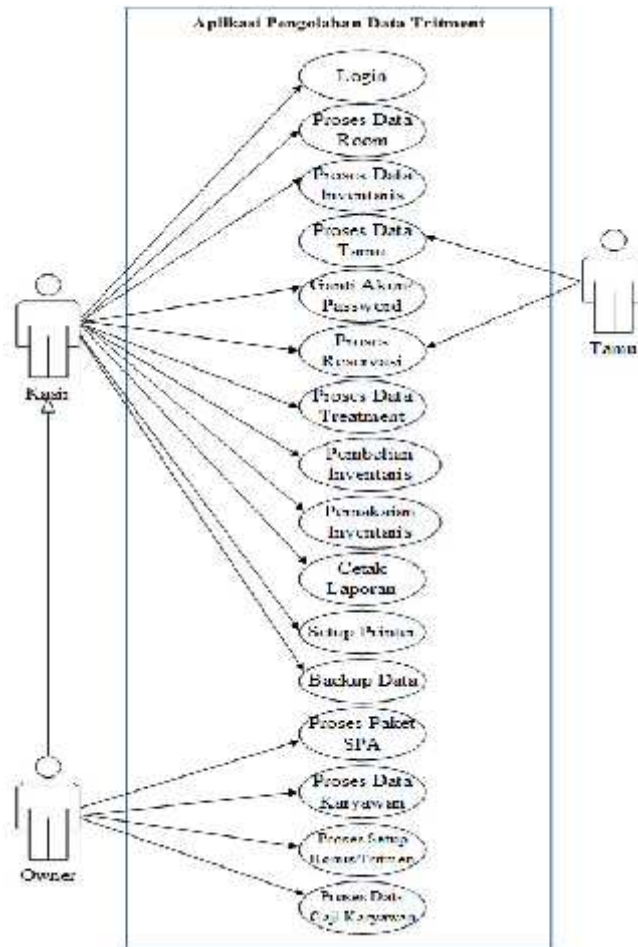 Aplikasi Pengolahan Data Tritment
Login
Proses Data
Room
Proses Data
Inventaris
Proses Data
Tamu
Ganti Akun/
Password
Proses
Reservasi
Tamu
Kasir
Proses Data
Treatment
Pembelian
Inventaris
Pemakaian
Inventaris
Cetak
Laporan
Setup Printer
Backup Data
Proses Paket
SPA
Proses Data
Karyawan
Proses Setup
Owner
Proses Data
Gaji Karyawan